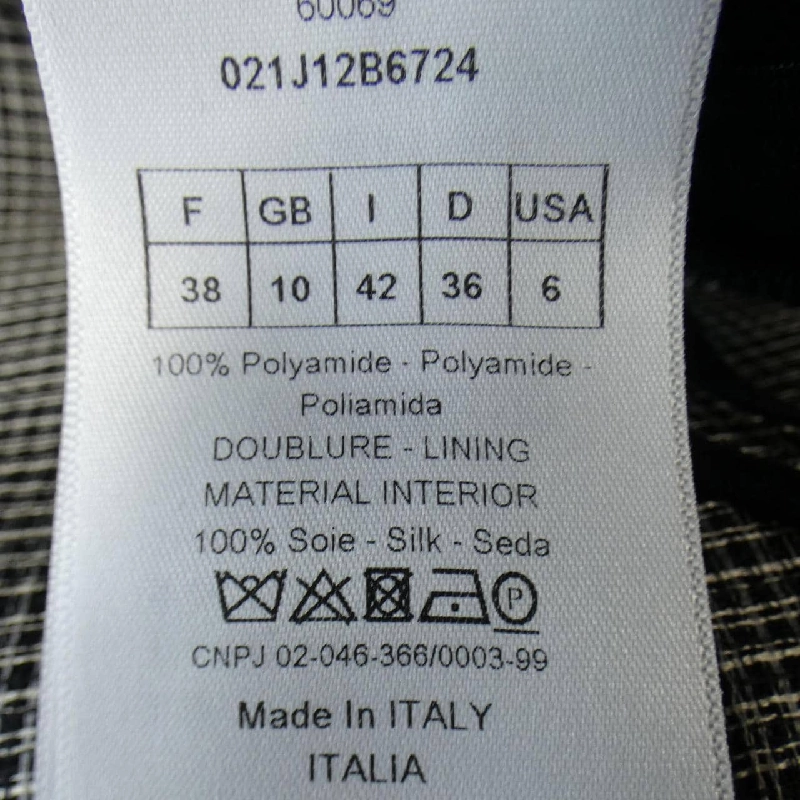 60069
021J12B6724
F GB I D USA
38 10 42 36 6
100% Polyamide - Polyamide -
Poliamida
DOUBLURE - LINING
MATERIAL INTERIOR
100% Soie - Silk - Seda
P
CNPJ 02-046-366/0003-99
Made In ITALY
ITALIA